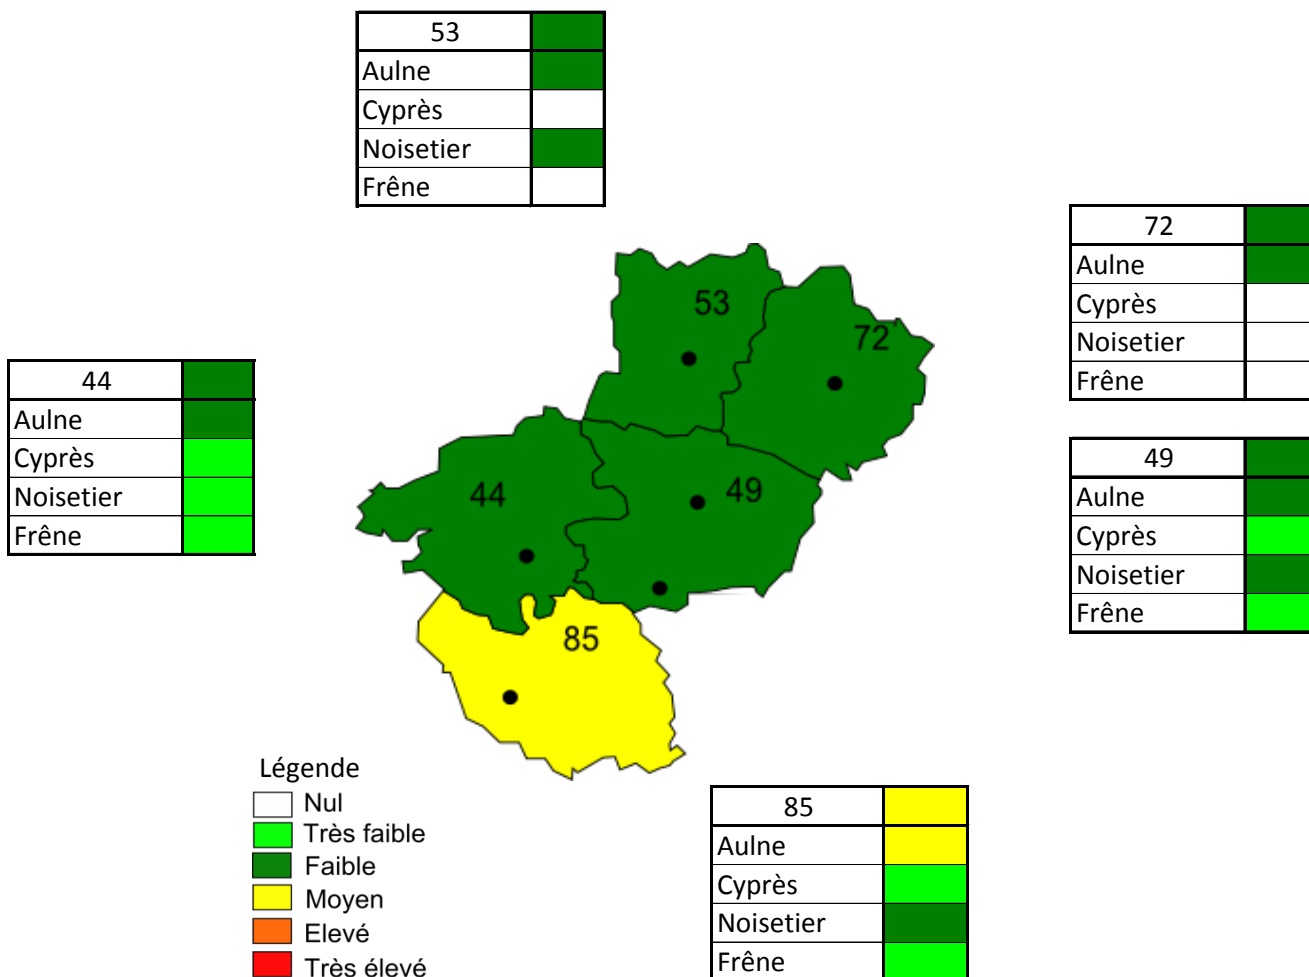 53
Aulne
Cyprès
Noisetier
Frêne
72
Aulne
Cyprès
Noisetier
Frêne
53
72
44
Aulne
Cyprès
Noisetier
Frêne
49
Aulne
Cyprès
Noisetier
Frêne
44
49
85
Légende
Nul
Très faible
Faible
Moyen
Elevé
Très élevé
85
Aulne
Cyprès
Noisetier
Frêne